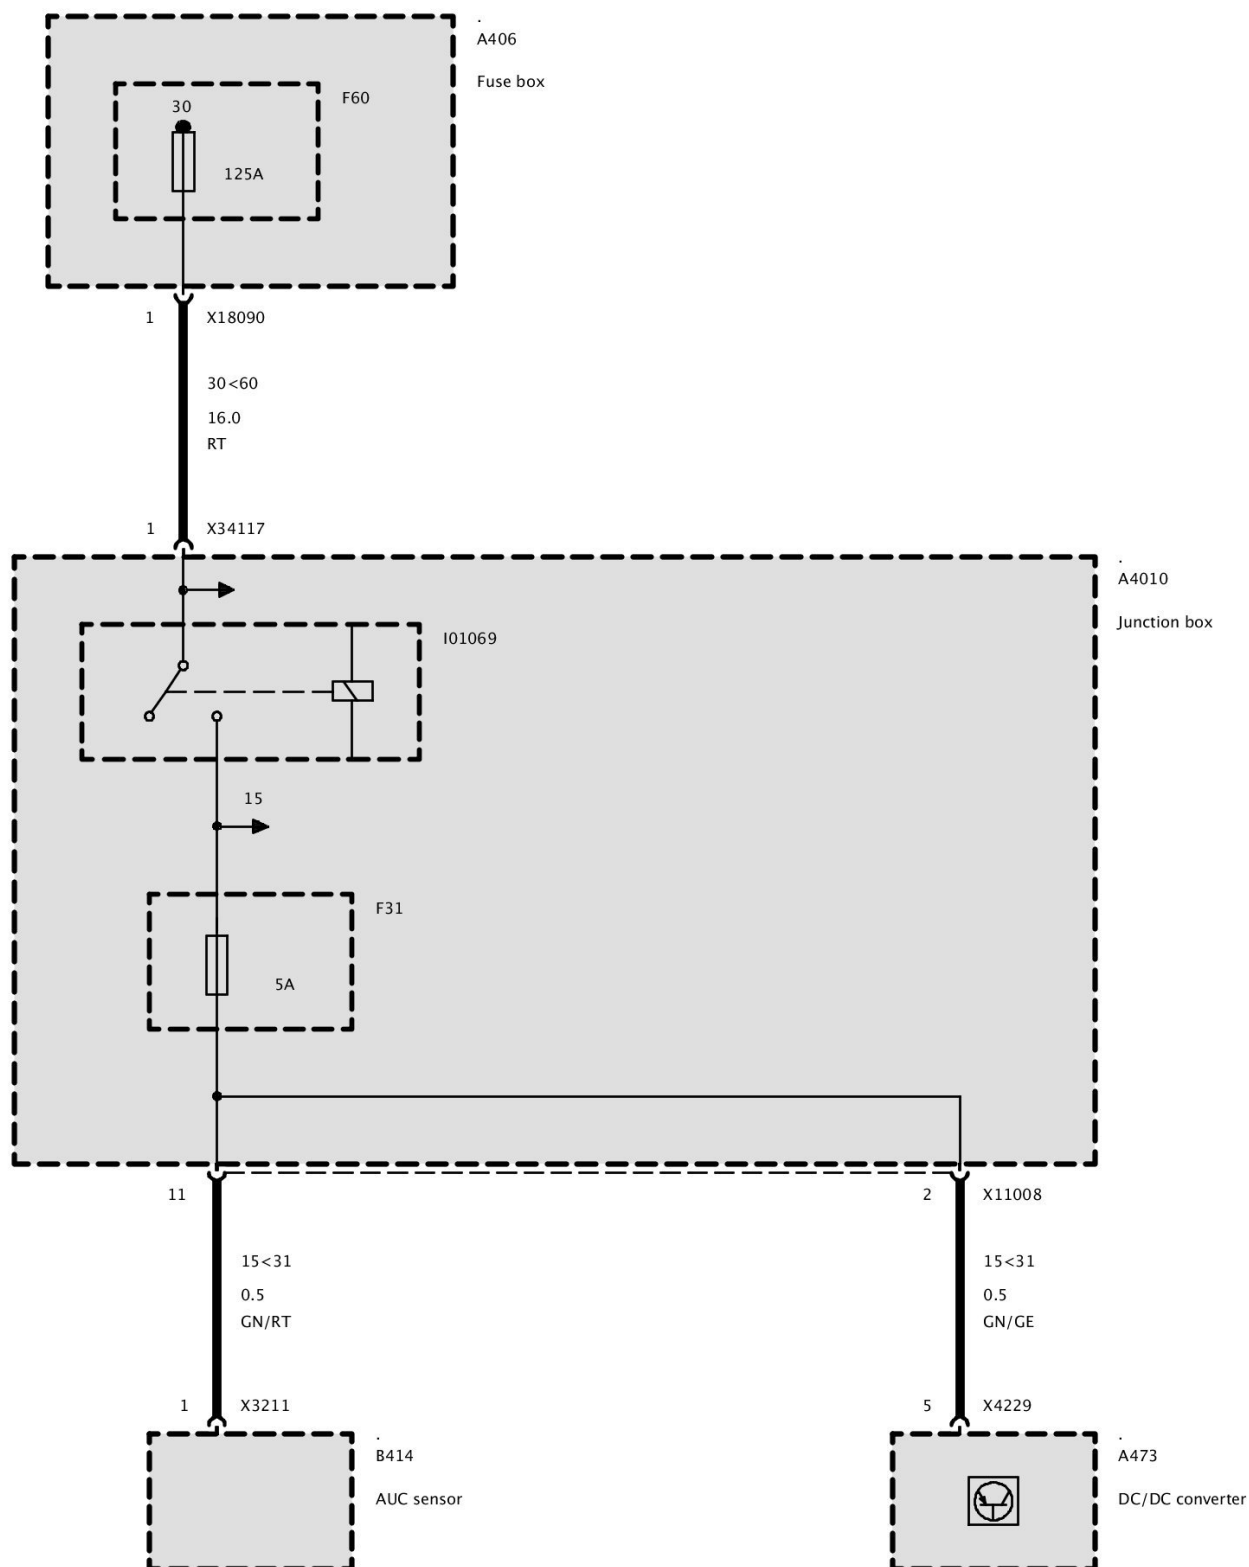 .
A406
Fuse box
F60
30
125A
1 X18090
30<60
16.0
RT
1 X34117
.
A4010
Junction box
I01069
15
F31
5A
11
2 X11008
15<31
0.5
GN/RT
15<31
0.5
GN/GE
1 X3211
5 X4229
.
B414
AUC sensor
.
A473
DC/DC converter